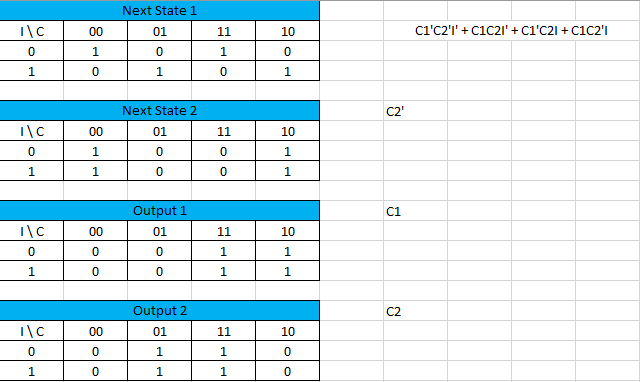 Next State 1
I \ C 00 01 11 10 C1'C2'I' + C1C2I' + C1'C2I + C1C2'I
0 1 0 1 0
1 0 1 0 1
Next State 2 C2'
I \ C 00 01 11 10
0 1 0 0 1
1 1 0 0 1
Output 1 C1
I \ C 00 01 11 10
0 0 0 1 1
1 0 0 1 1
Output 2 C2
I \ C 00 01 11 10
0 0 1 1 0
1 0 1 1 0